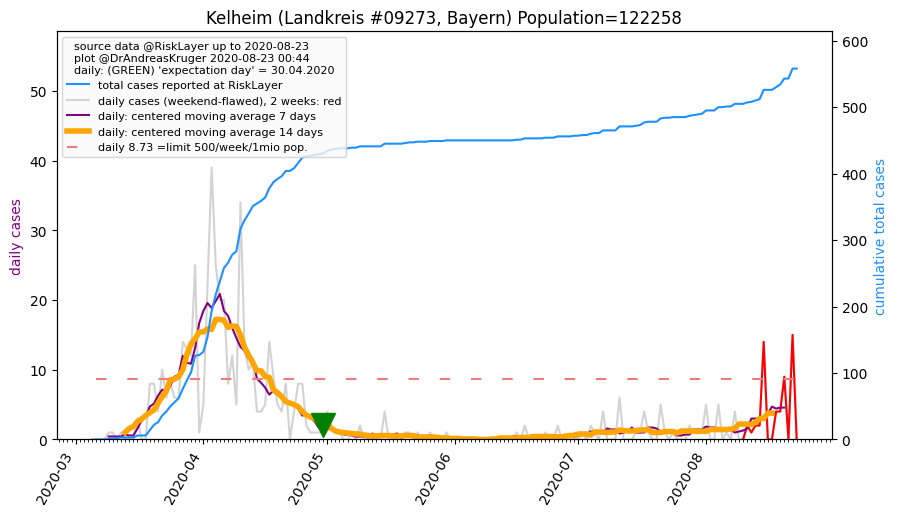 Kelheim (Landkreis #09273, Bayern) Population=122258
source data @RiskLayer up to 2020-08-23
plot @DrAndreasKruger 2020-08-23 00:44
daily: (GREEN) 'expectation day' = 30.04.2020
total cases reported at RiskLayer
daily cases (weekend-flawed), 2 weeks: red
daily: centered moving average 7 days
daily: centered moving average 14 days
daily 8.73 =limit 500/week/1mio pop.
daily cases
50
40
30
20
10
0
cumulative total cases
600
500
400
300
200
100
0
2020-03
2020-04
2020-05
2020-06
2020-07
2020-08